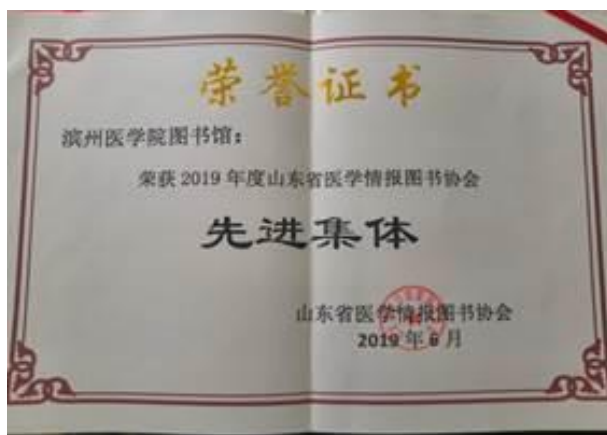 荣誉证书
滨州医学院图书馆：
荣获2019年度山东省医学情报图书协会
先进集体
山东省医学情报图书协会
2019年6月